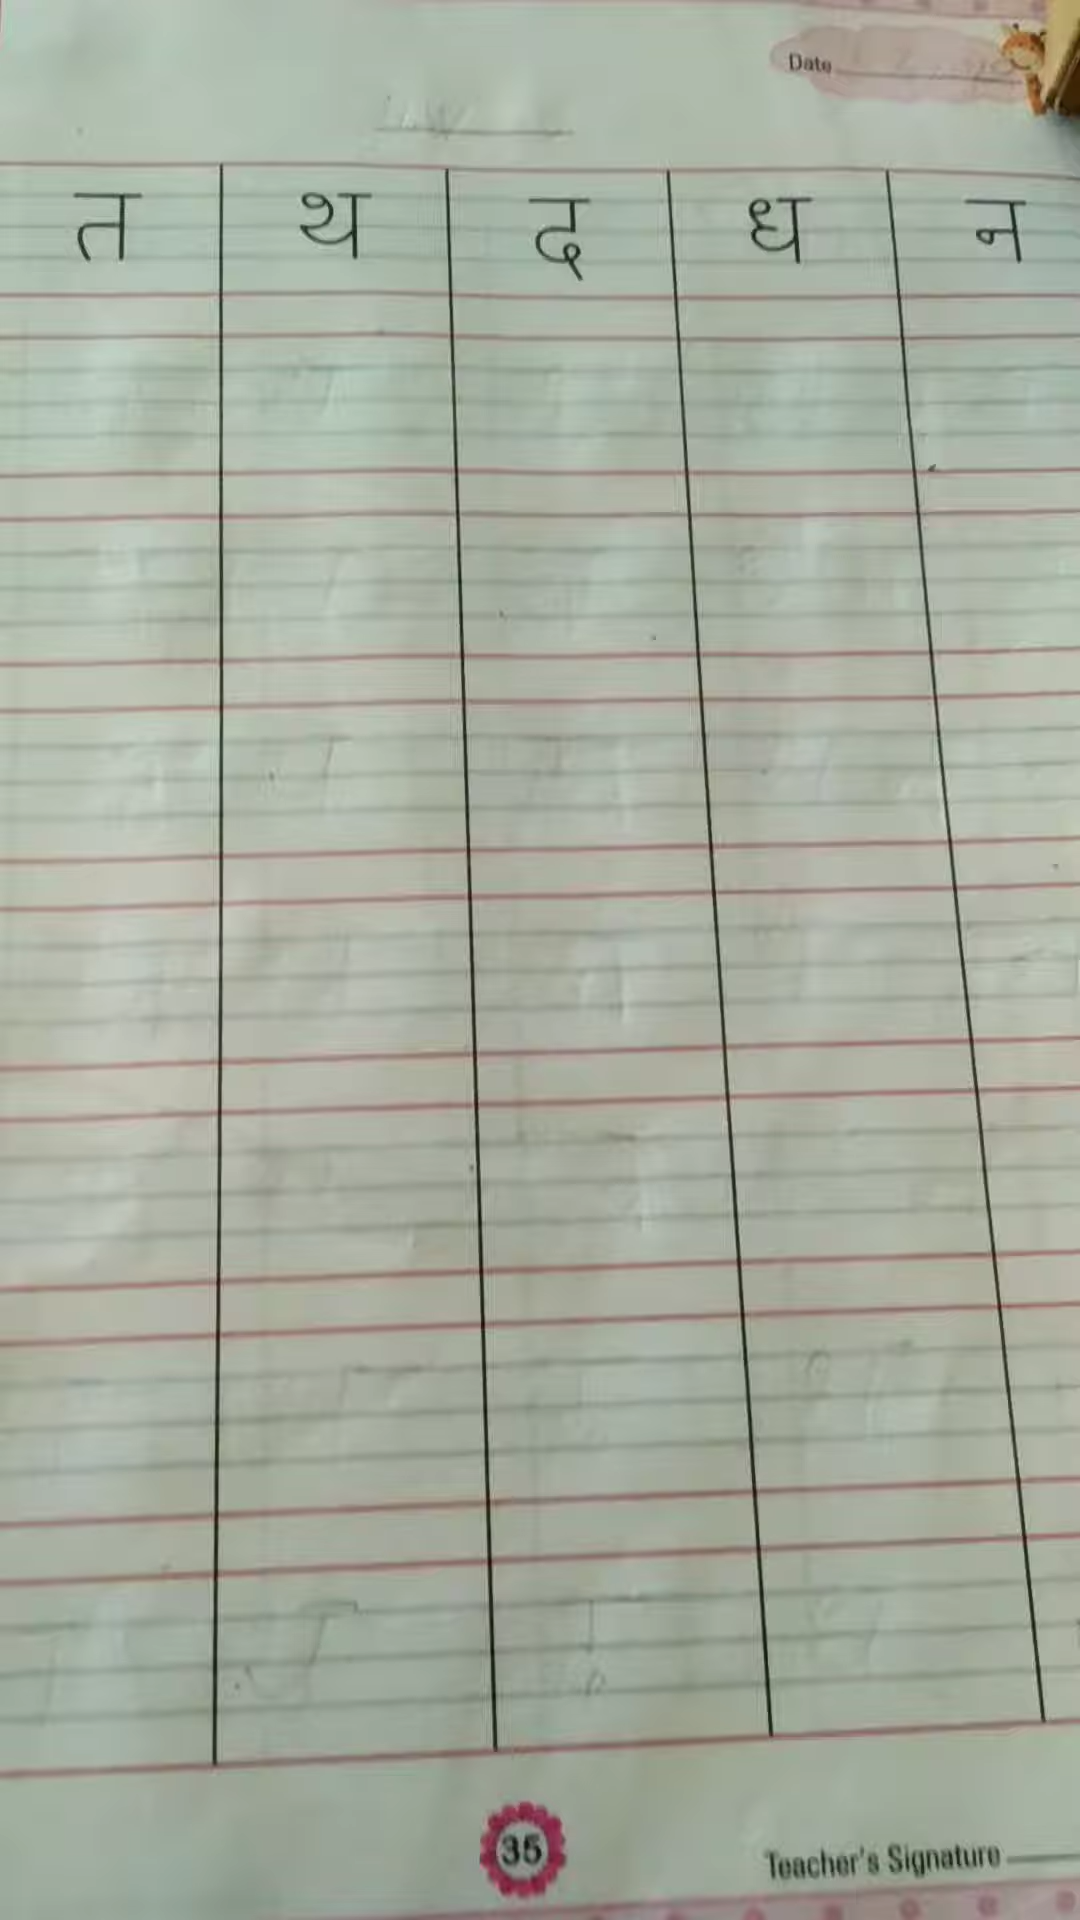 Date
त थ द ध न
35
Teacher's Signature